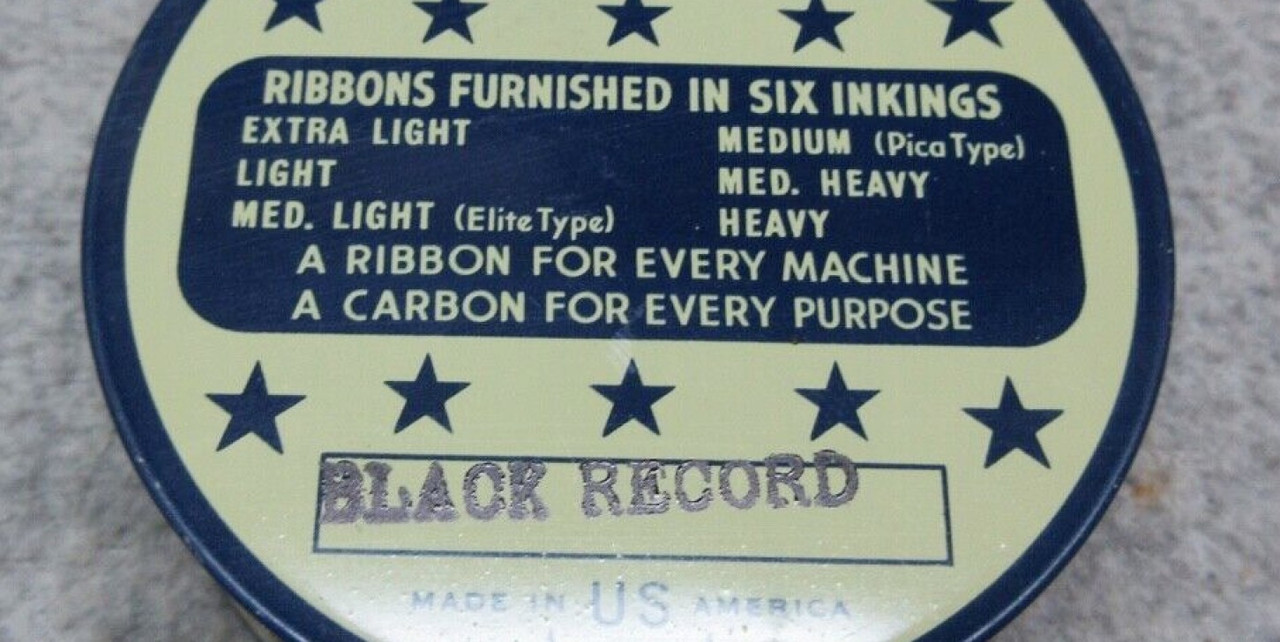 RIBBONS FURNISHED IN SIX INKINGS
EXTRA LIGHT
LIGHT
MED. LIGHT (Elite Type)
MEDIUM (Pica Type)
MED. HEAVY
HEAVY
A RIBBON FOR EVERY MACHINE
A CARBON FOR EVERY PURPOSE
BLACK RECORD
MADE IN US AMERICA